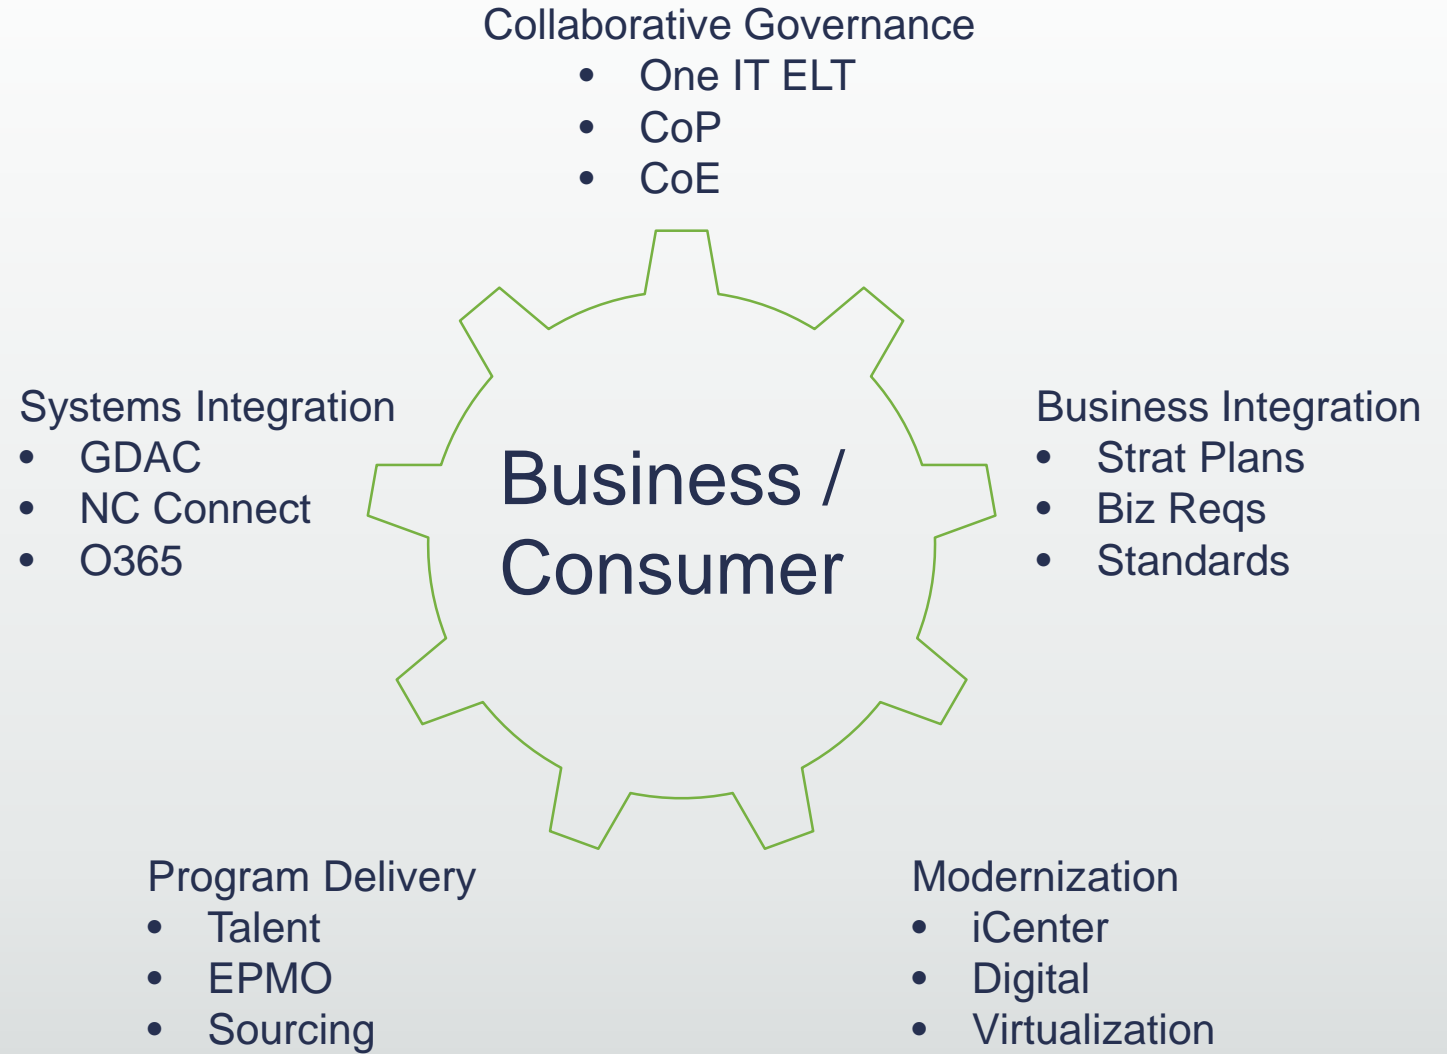 Collaborative Governance
• One IT ELT
• CoP
• CoE
Systems Integration
• GDAC
• NC Connect
• O365
Business /
Consumer
Business Integration
• Strat Plans
• Biz Reqs
• Standards
Program Delivery
• Talent
• EPMO
• Sourcing
Modernization
• iCenter
• Digital
• Virtualization